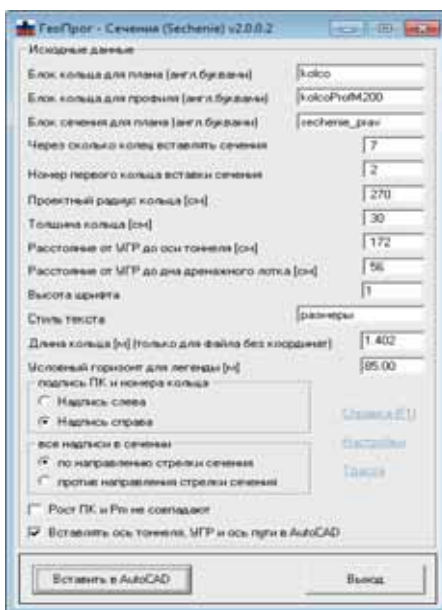 ГеоПрог - Сечения (Sechenie) v2.0.0.2
Исходные данные
Блок кольца для плана (англ.буквами) kolco
Блок кольца для профиля (англ.буквами) kolcoProfM200
Блок сечения для плана (англ.буквами) sechenie_prav
Через сколько колец вставлять сечения 7
Номер первого кольца вставки сечения 2
Проектный радиус кольца [см] 270
Толщина кольца [см] 30
Расстояние от УГР до оси тоннеля [см] 172
Расстояние от УГР до дна дренажного лотка [см] 56
Высота шрифта 1
Стиль текста размеры
Длина кольца [м] (только для файла без координат) 1.402
Условный горизонт для легенды [м] 85.00
подпись ПК и номера кольца
Надпись слева
Надпись справа
Справка (F1)
все надписи в сечении
Настройки
по направлению стрелки сечения
Трасса
против направления стрелки сечения
Рост ПК и Рт не совпадают
Вставлять ось тоннеля, УГР и ось пути в AutoCAD
Вставить в AutoCAD
Выход